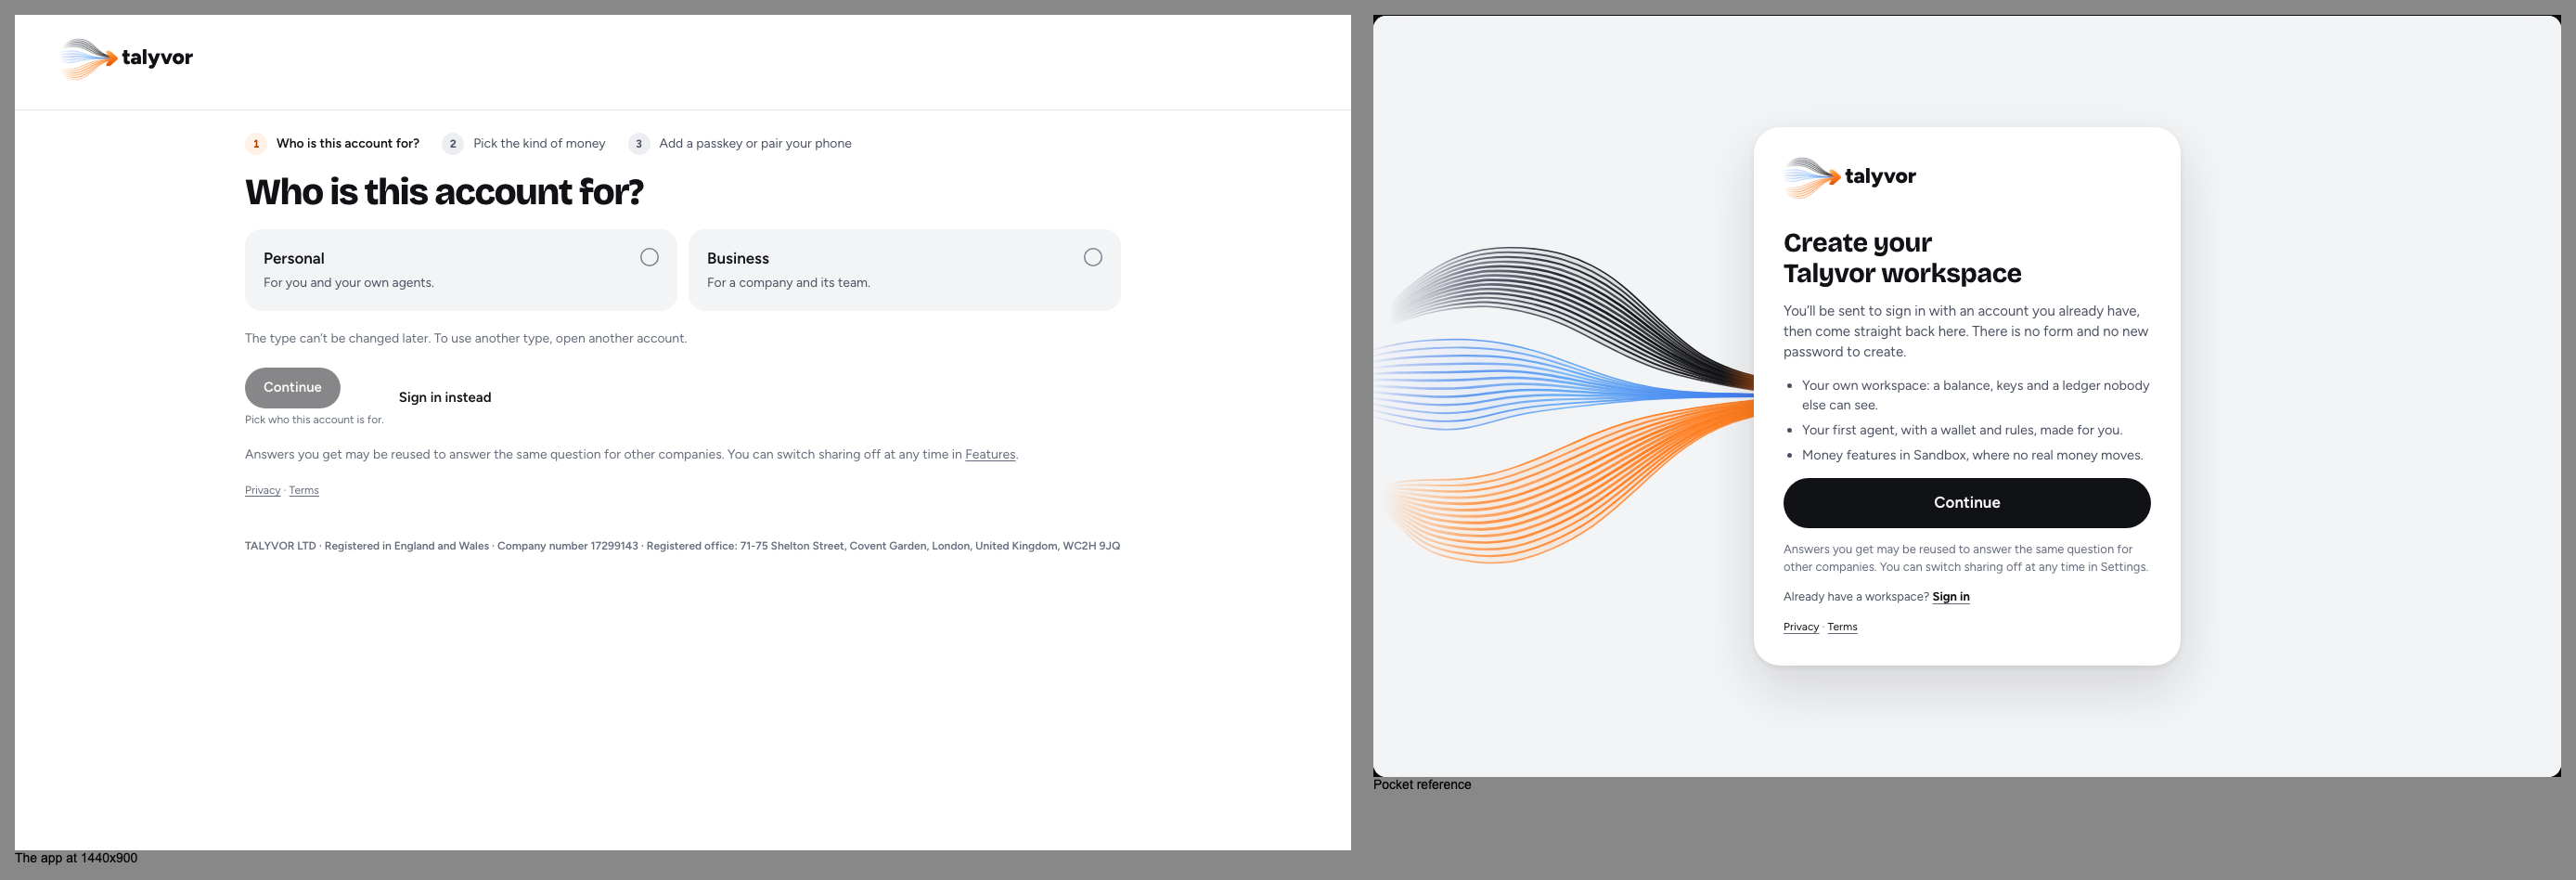 talyvor
1 Who is this account for? 2 Pick the kind of money 3 Add a passkey or pair your phone
Who is this account for?
Personal
For you and your own agents.
Business
For a company and its team.
The type can't be changed later. To use another type, open another account.
Continue
Sign in instead
Pick who this account is for.
Answers you get may be reused to answer the same question for other companies. You can switch sharing off at any time in Features.
Privacy · Terms
TALYVOR LTD · Registered in England and Wales · Company number 17299143 · Registered office: 71-75 Shelton Street, Covent Garden, London, United Kingdom, WC2H 9JQ
The app at 1440x900
talyvor
Create your
Talyvor workspace
You'll be sent to sign in with an account you already have,
then come straight back here. There is no form and no new
password to create.
• Your own workspace: a balance, keys and a ledger nobody
else can see.
• Your first agent, with a wallet and rules, made for you.
• Money features in Sandbox, where no real money moves.
Continue
Answers you get may be reused to answer the same question for
other companies. You can switch sharing off at any time in Settings.
Already have a workspace? Sign in
Privacy · Terms
Pocket reference